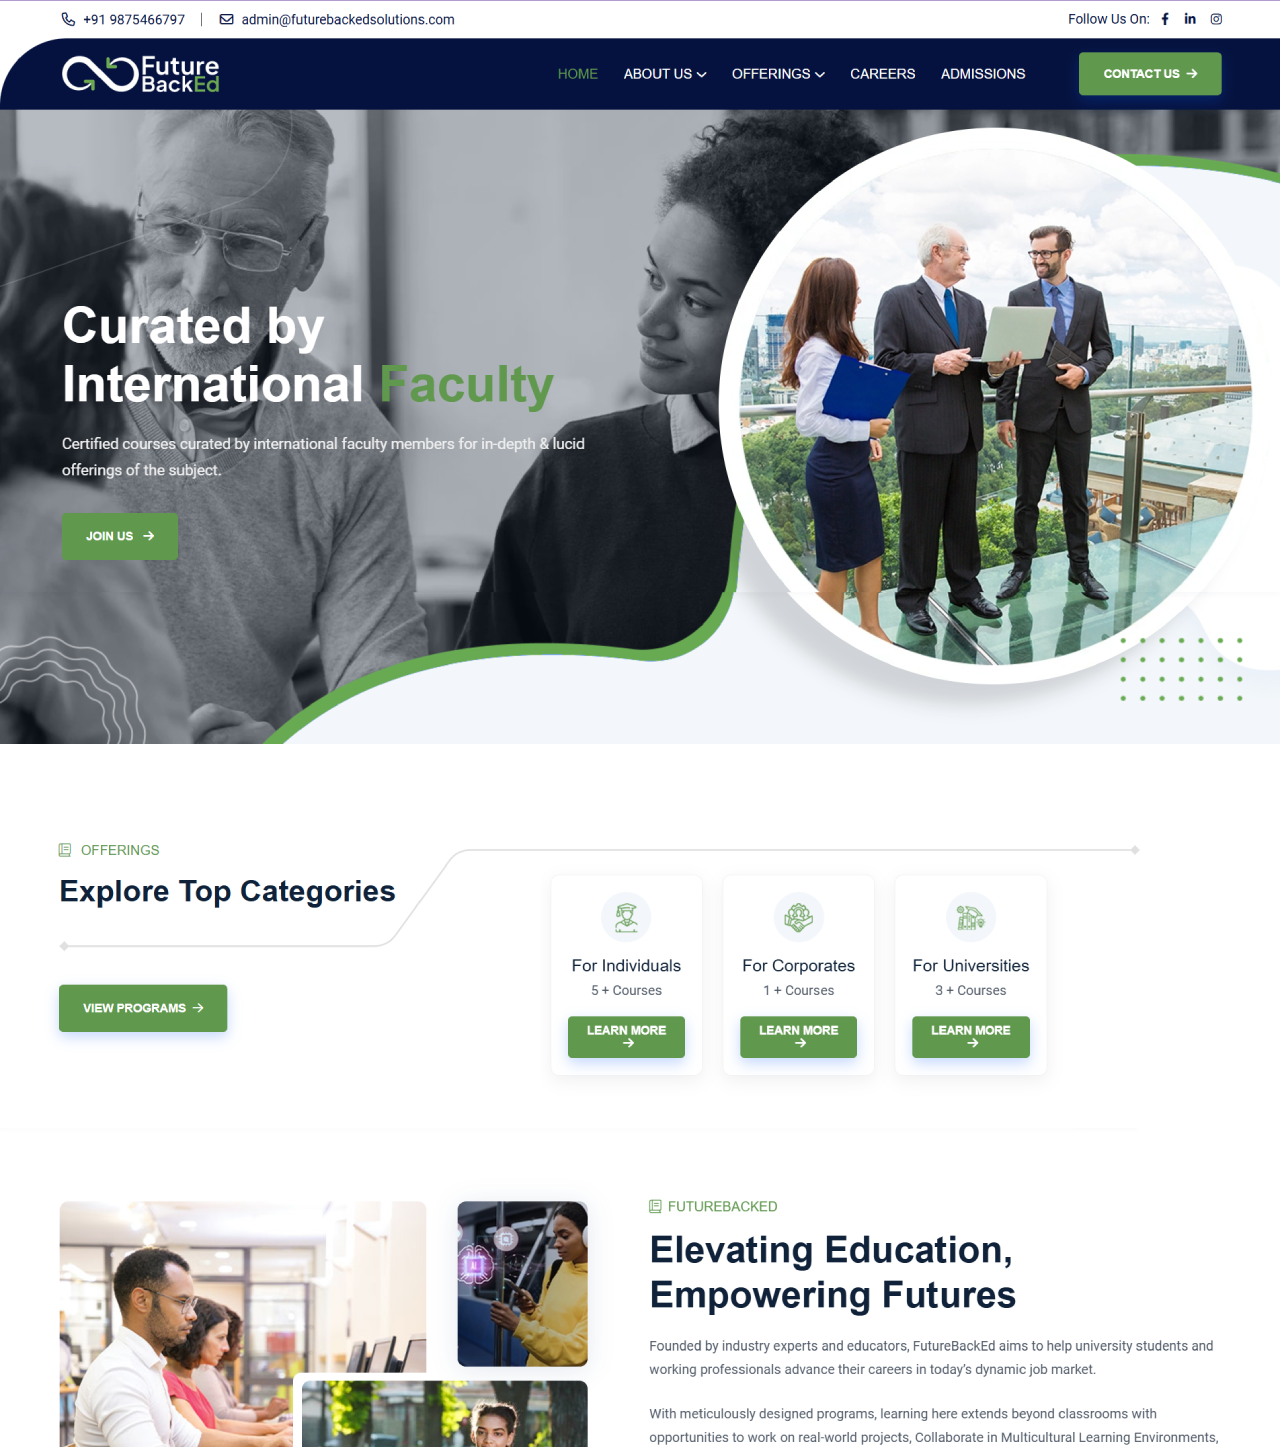 +91 9875466797 | admin@futurebackedsolutions.com Follow Us On:
Future
BackEd
HOME ABOUT US OFFERINGS CAREERS ADMISSIONS CONTACT US
Curated by
International Faculty
Certified courses curated by international faculty members for in-depth & lucid
offerings of the subject.
JOIN US
OFFERINGS
Explore Top Categories
VIEW PROGRAMS
For Individuals
5 + Courses
LEARN MORE
For Corporates
1 + Courses
LEARN MORE
For Universities
3 + Courses
LEARN MORE
AI
FUTUREBACKED
Elevating Education,
Empowering Futures
Founded by industry experts and educators, FutureBackEd aims to help university students and
working professionals advance their careers in today's dynamic job market.
With meticulously designed programs, learning here extends beyond classrooms with
opportunities to work on real-world projects, Collaborate in Multicultural Learning Environments,